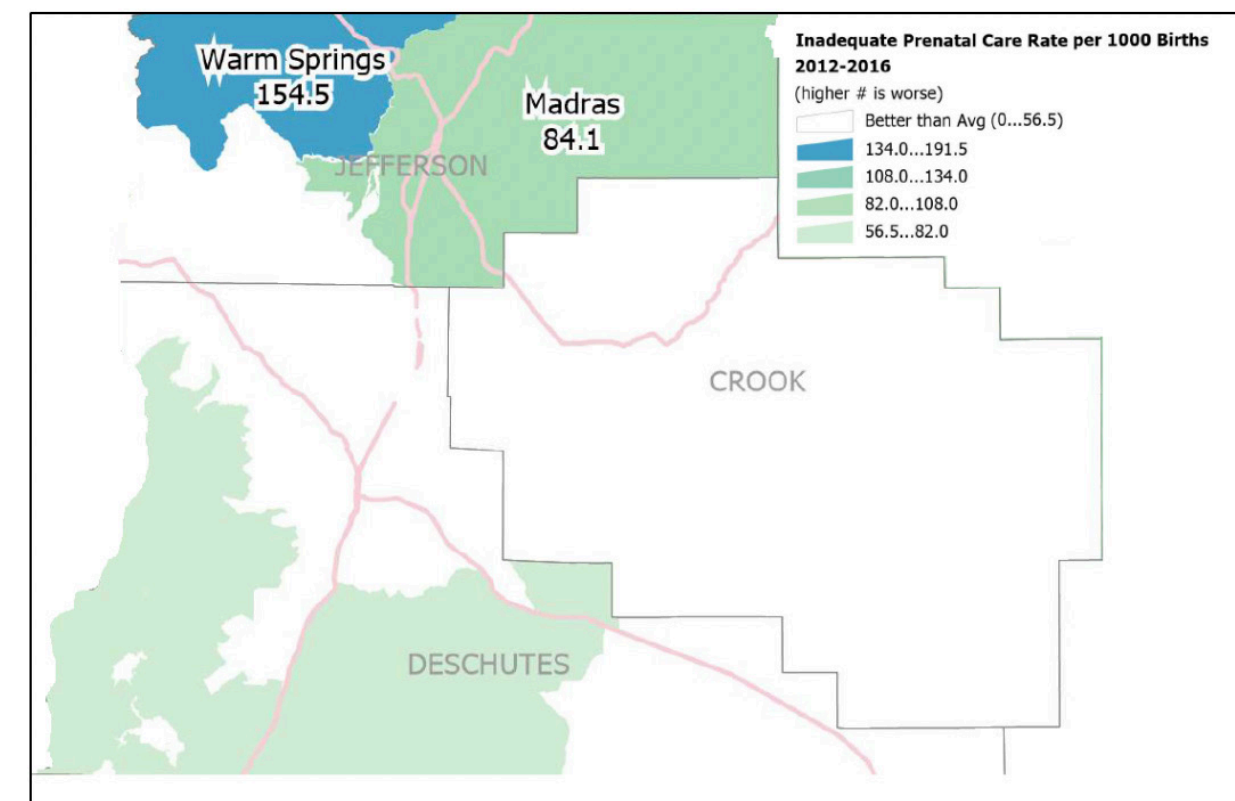 Inadequate Prenatal Care Rate per 1000 Births
2012-2016
(higher # is worse)
Better than Avg (0...56.5)
134.0...191.5
108.0...134.0
82.0...108.0
56.5...82.0
Warm Springs
154.5
Madras
84.1
JEFFERSON
CROOK
DESCHUTES